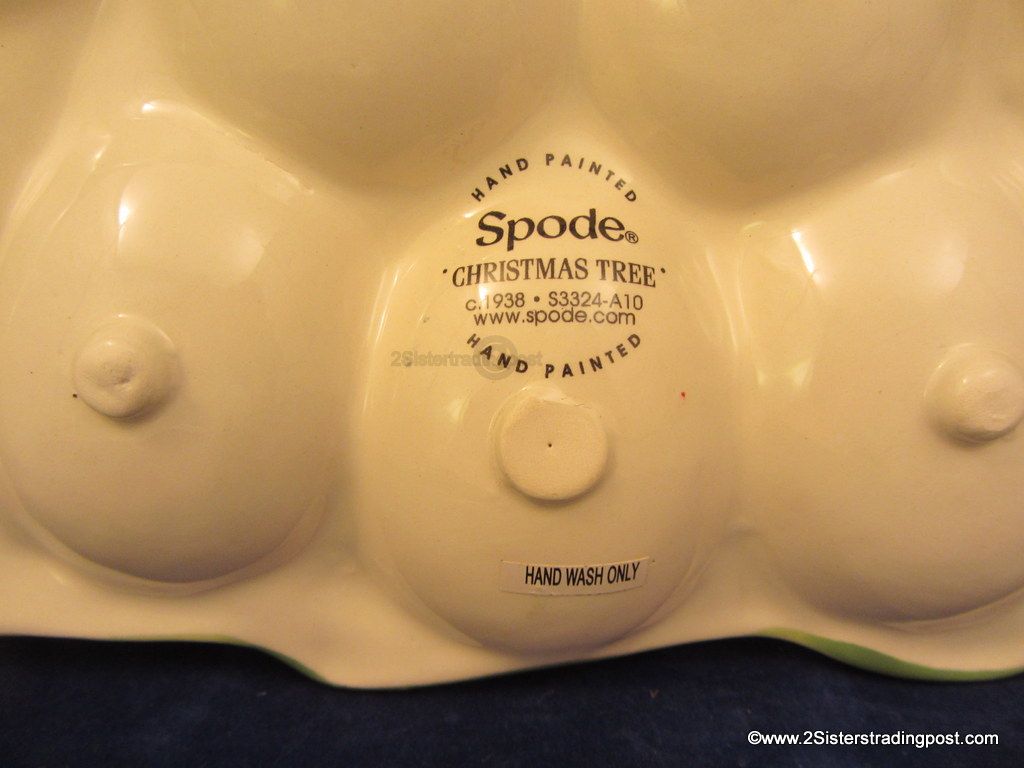 HAND PAINTED
Spode®
·CHRISTMAS TREE·
c.1938 • S3324-A10
www.spode.com
2Sistertradingpost
HAND PAINTED
HAND WASH ONLY
©www.2Sisterstradingpost.com